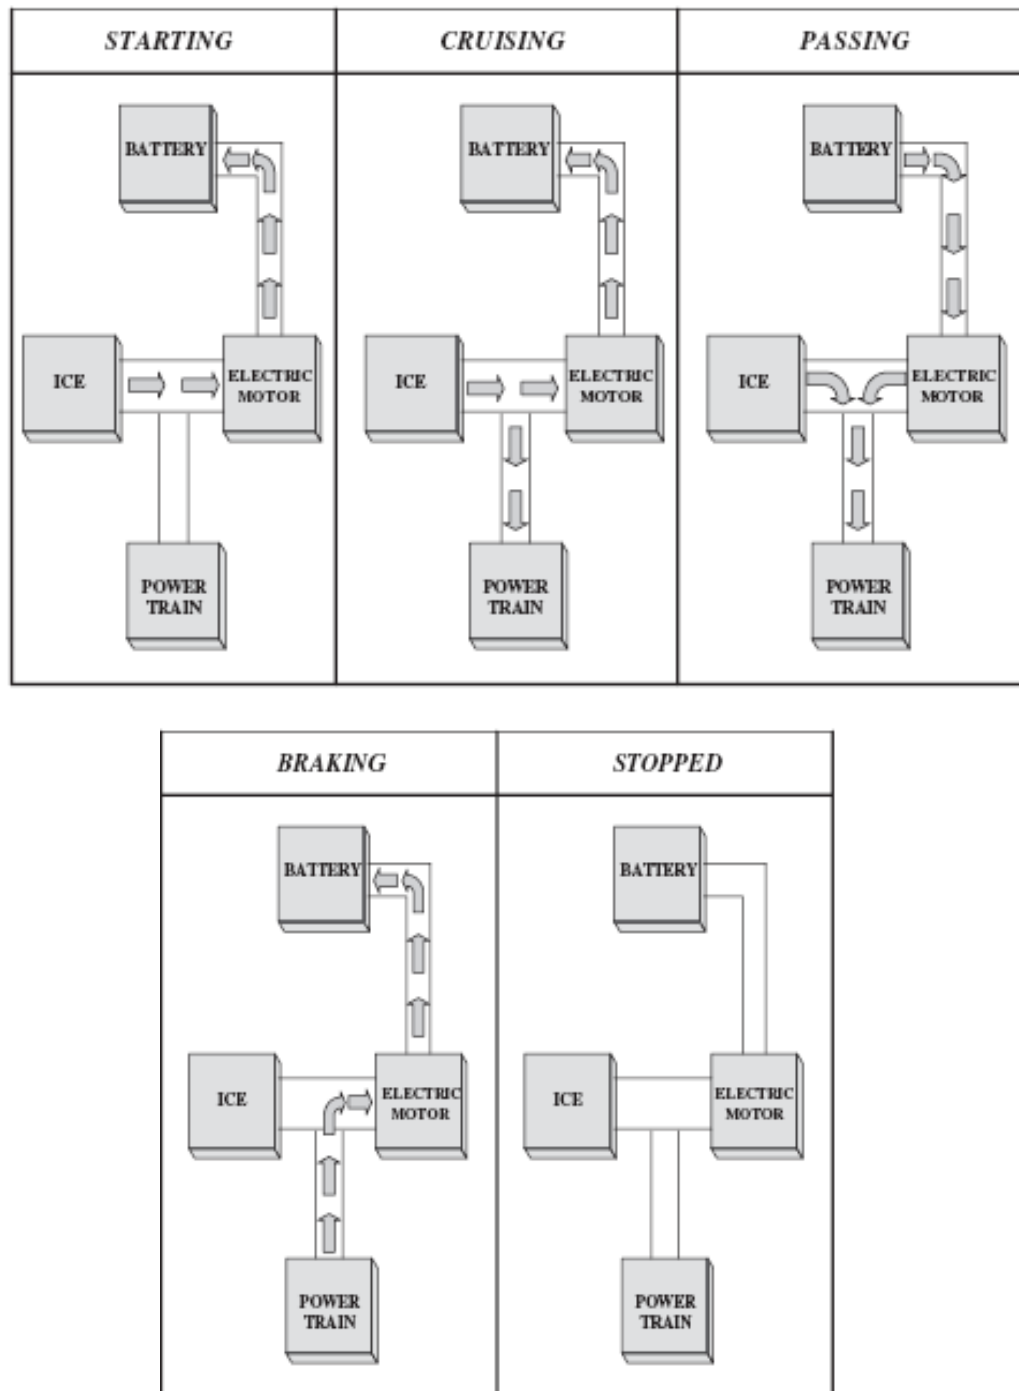 STARTING
CRUISING
PASSING
BATTERY
BATTERY
BATTERY
ICE
ELECTRIC
MOTOR
ICE
ELECTRIC
MOTOR
ICE
ELECTRIC
MOTOR
POWER
TRAIN
POWER
TRAIN
POWER
TRAIN
BRAKING
STOPPED
BATTERY
BATTERY
ICE
ELECTRIC
MOTOR
ICE
ELECTRIC
MOTOR
POWER
TRAIN
POWER
TRAIN